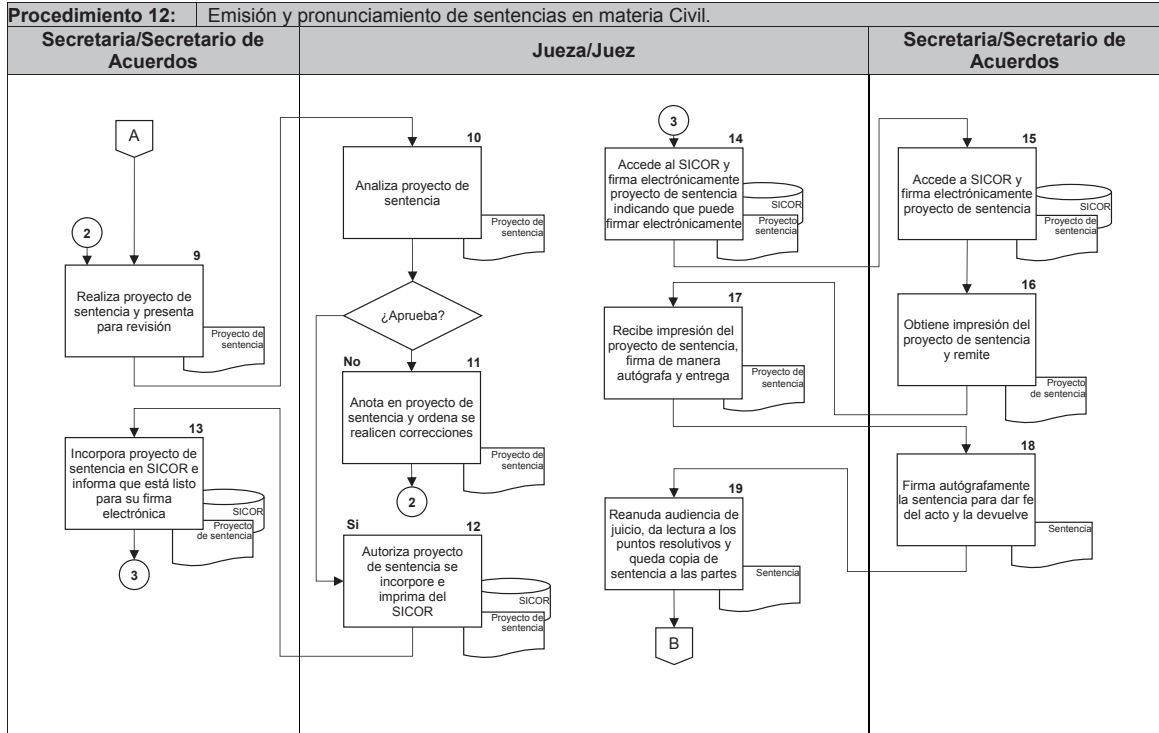 Procedimiento 12: Emisión y pronunciamiento de sentencias en materia Civil.
Secretaria/Secretario de
Acuerdos
Jueza/Juez
Secretaria/Secretario de
Acuerdos
A
2
9
Realiza proyecto de
sentencia y presenta
para revisión
Proyecto de
sentencia
10
Analiza proyecto de
sentencia
Proyecto de
sentencia
¿Aprueba?
No
11
Anota en proyecto de
sentencia y ordena se
realicen correcciones
Proyecto de
sentencia
2
Si
12
Autoriza proyecto
de sentencia se
incorpore e
imprima del
SICOR
SICOR
Proyecto de
sentencia
13
Incorpora proyecto de
sentencia en SICOR e
informa que está listo
para su firma
electrónica
SICOR
Proyecto
de sentencia
3
3
14
Accede al SICOR y
firma electrónicamente
proyecto de sentencia
indicando que puede
firmar electrónicamente
SICOR
Proyecto
sentencia
15
Accede a SICOR y
firma electrónicamente
proyecto de sentencia
SICOR
Proyecto de
sentencia
16
Obtiene impresión del
proyecto de sentencia
y remite
Proyecto
de sentencia
17
Recibe impresión del
proyecto de sentencia,
firma de manera
autógrafa y entrega
Proyecto de
sentencia
18
Firma autógrafamente
la sentencia para dar fe
del acto y la devuelve
Sentencia
19
Reanuda audiencia de
juicio, da lectura a los
puntos resolutivos y
queda copia de
sentencia a las partes
Sentencia
B